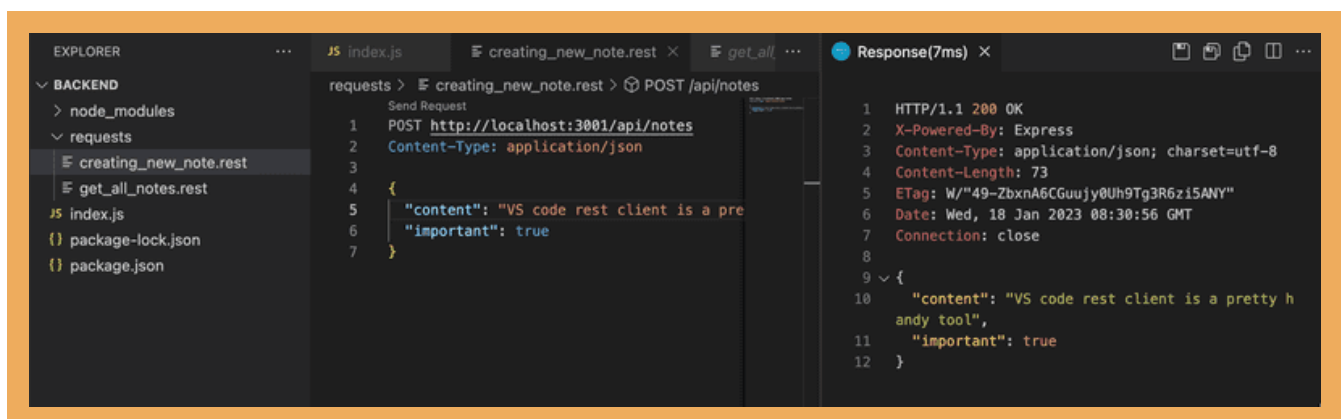 EXPLORER ...
BACKEND
node_modules
requests
creating_new_note.rest
get_all_notes.rest
JS index.js
{} package-lock.json
{} package.json
JS index.js creating_new_note.rest × get_all_ ...
requests > creating_new_note.rest > POST /api/notes
Send Request
1 POST http://localhost:3001/api/notes
2 Content-Type: application/json
3
4 {
5 "content": "VS code rest client is a pre
6 "important": true
7 }
Response(7ms) × ...
1 HTTP/1.1 200 OK
2 X-Powered-By: Express
3 Content-Type: application/json; charset=utf-8
4 Content-Length: 73
5 ETag: W/"49-ZbxnA6CGuujy0Uh9Tg3R6zi5ANY"
6 Date: Wed, 18 Jan 2023 08:30:56 GMT
7 Connection: close
8
9 {
10 "content": "VS code rest client is a pretty h
andy tool",
11 "important": true
12 }